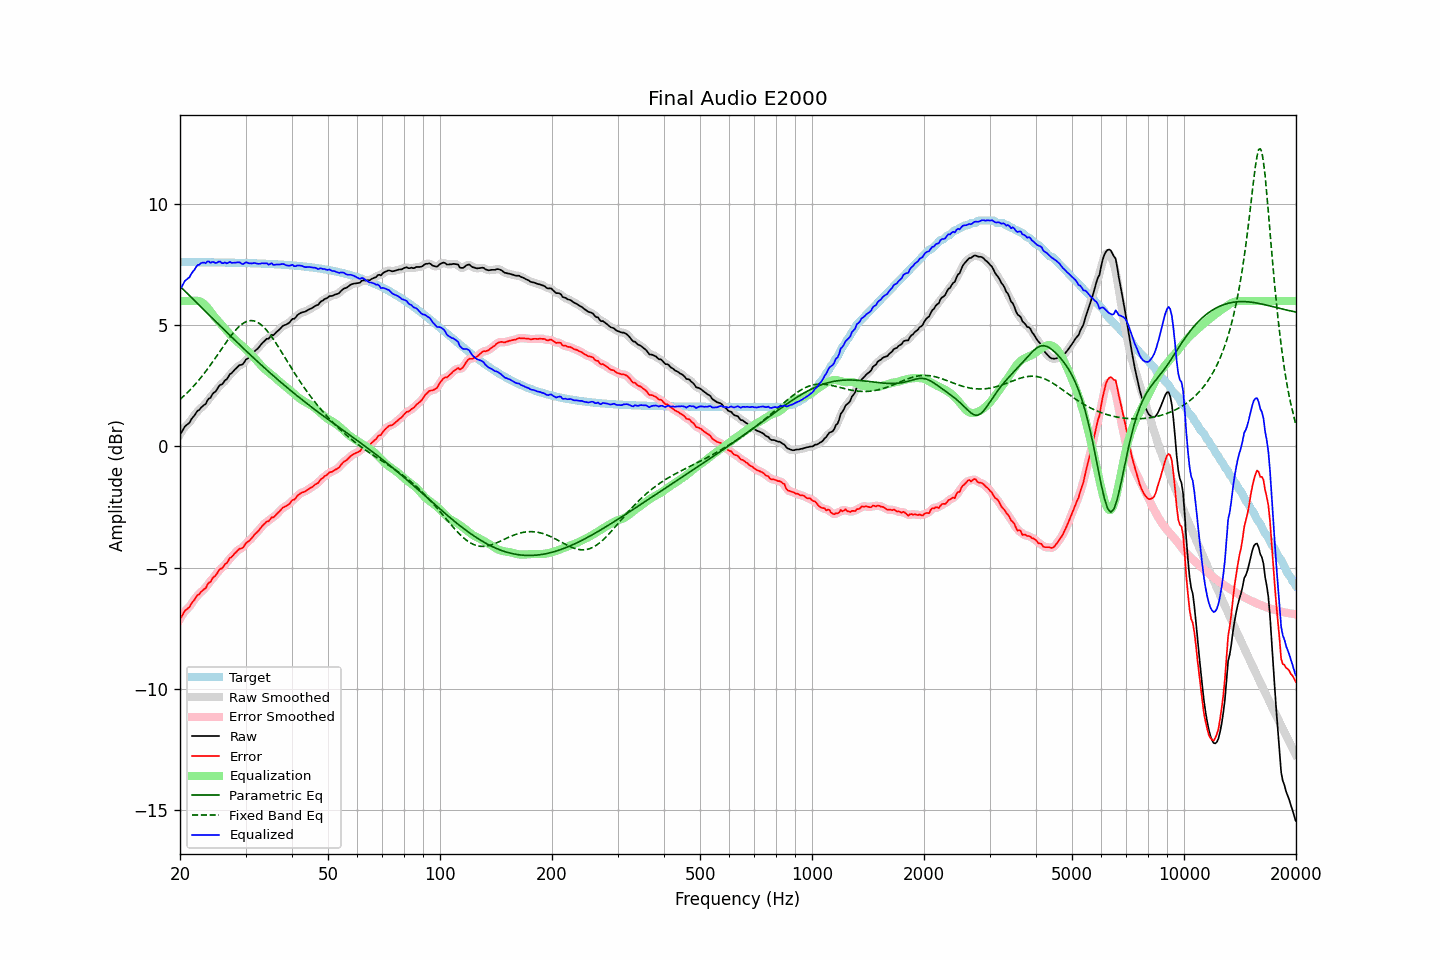 Final Audio E2000
Amplitude (dBr)
10
5
0
−5
−10
−15
Target
Raw Smoothed
Error Smoothed
Raw
Error
Equalization
Parametric Eq
Fixed Band Eq
Equalized
20 50 100 200 500 1000 2000 5000 10000 20000
Frequency (Hz)